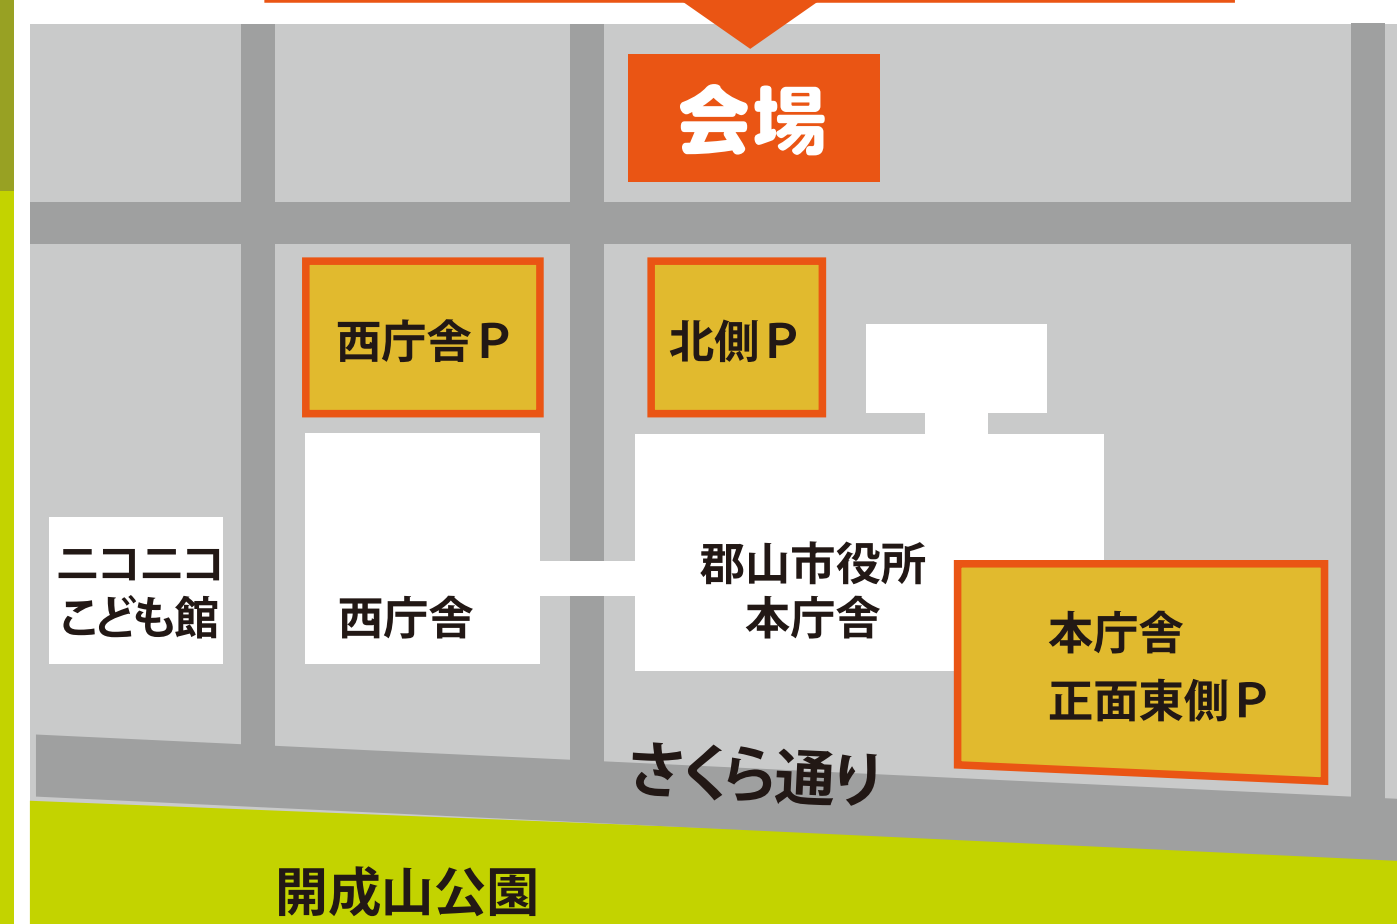 会場
西庁舎P
北側P
ニコニコ
こども館
西庁舎
郡山市役所
本庁舎
本庁舎
正面東側P
さくら通り
開成山公園